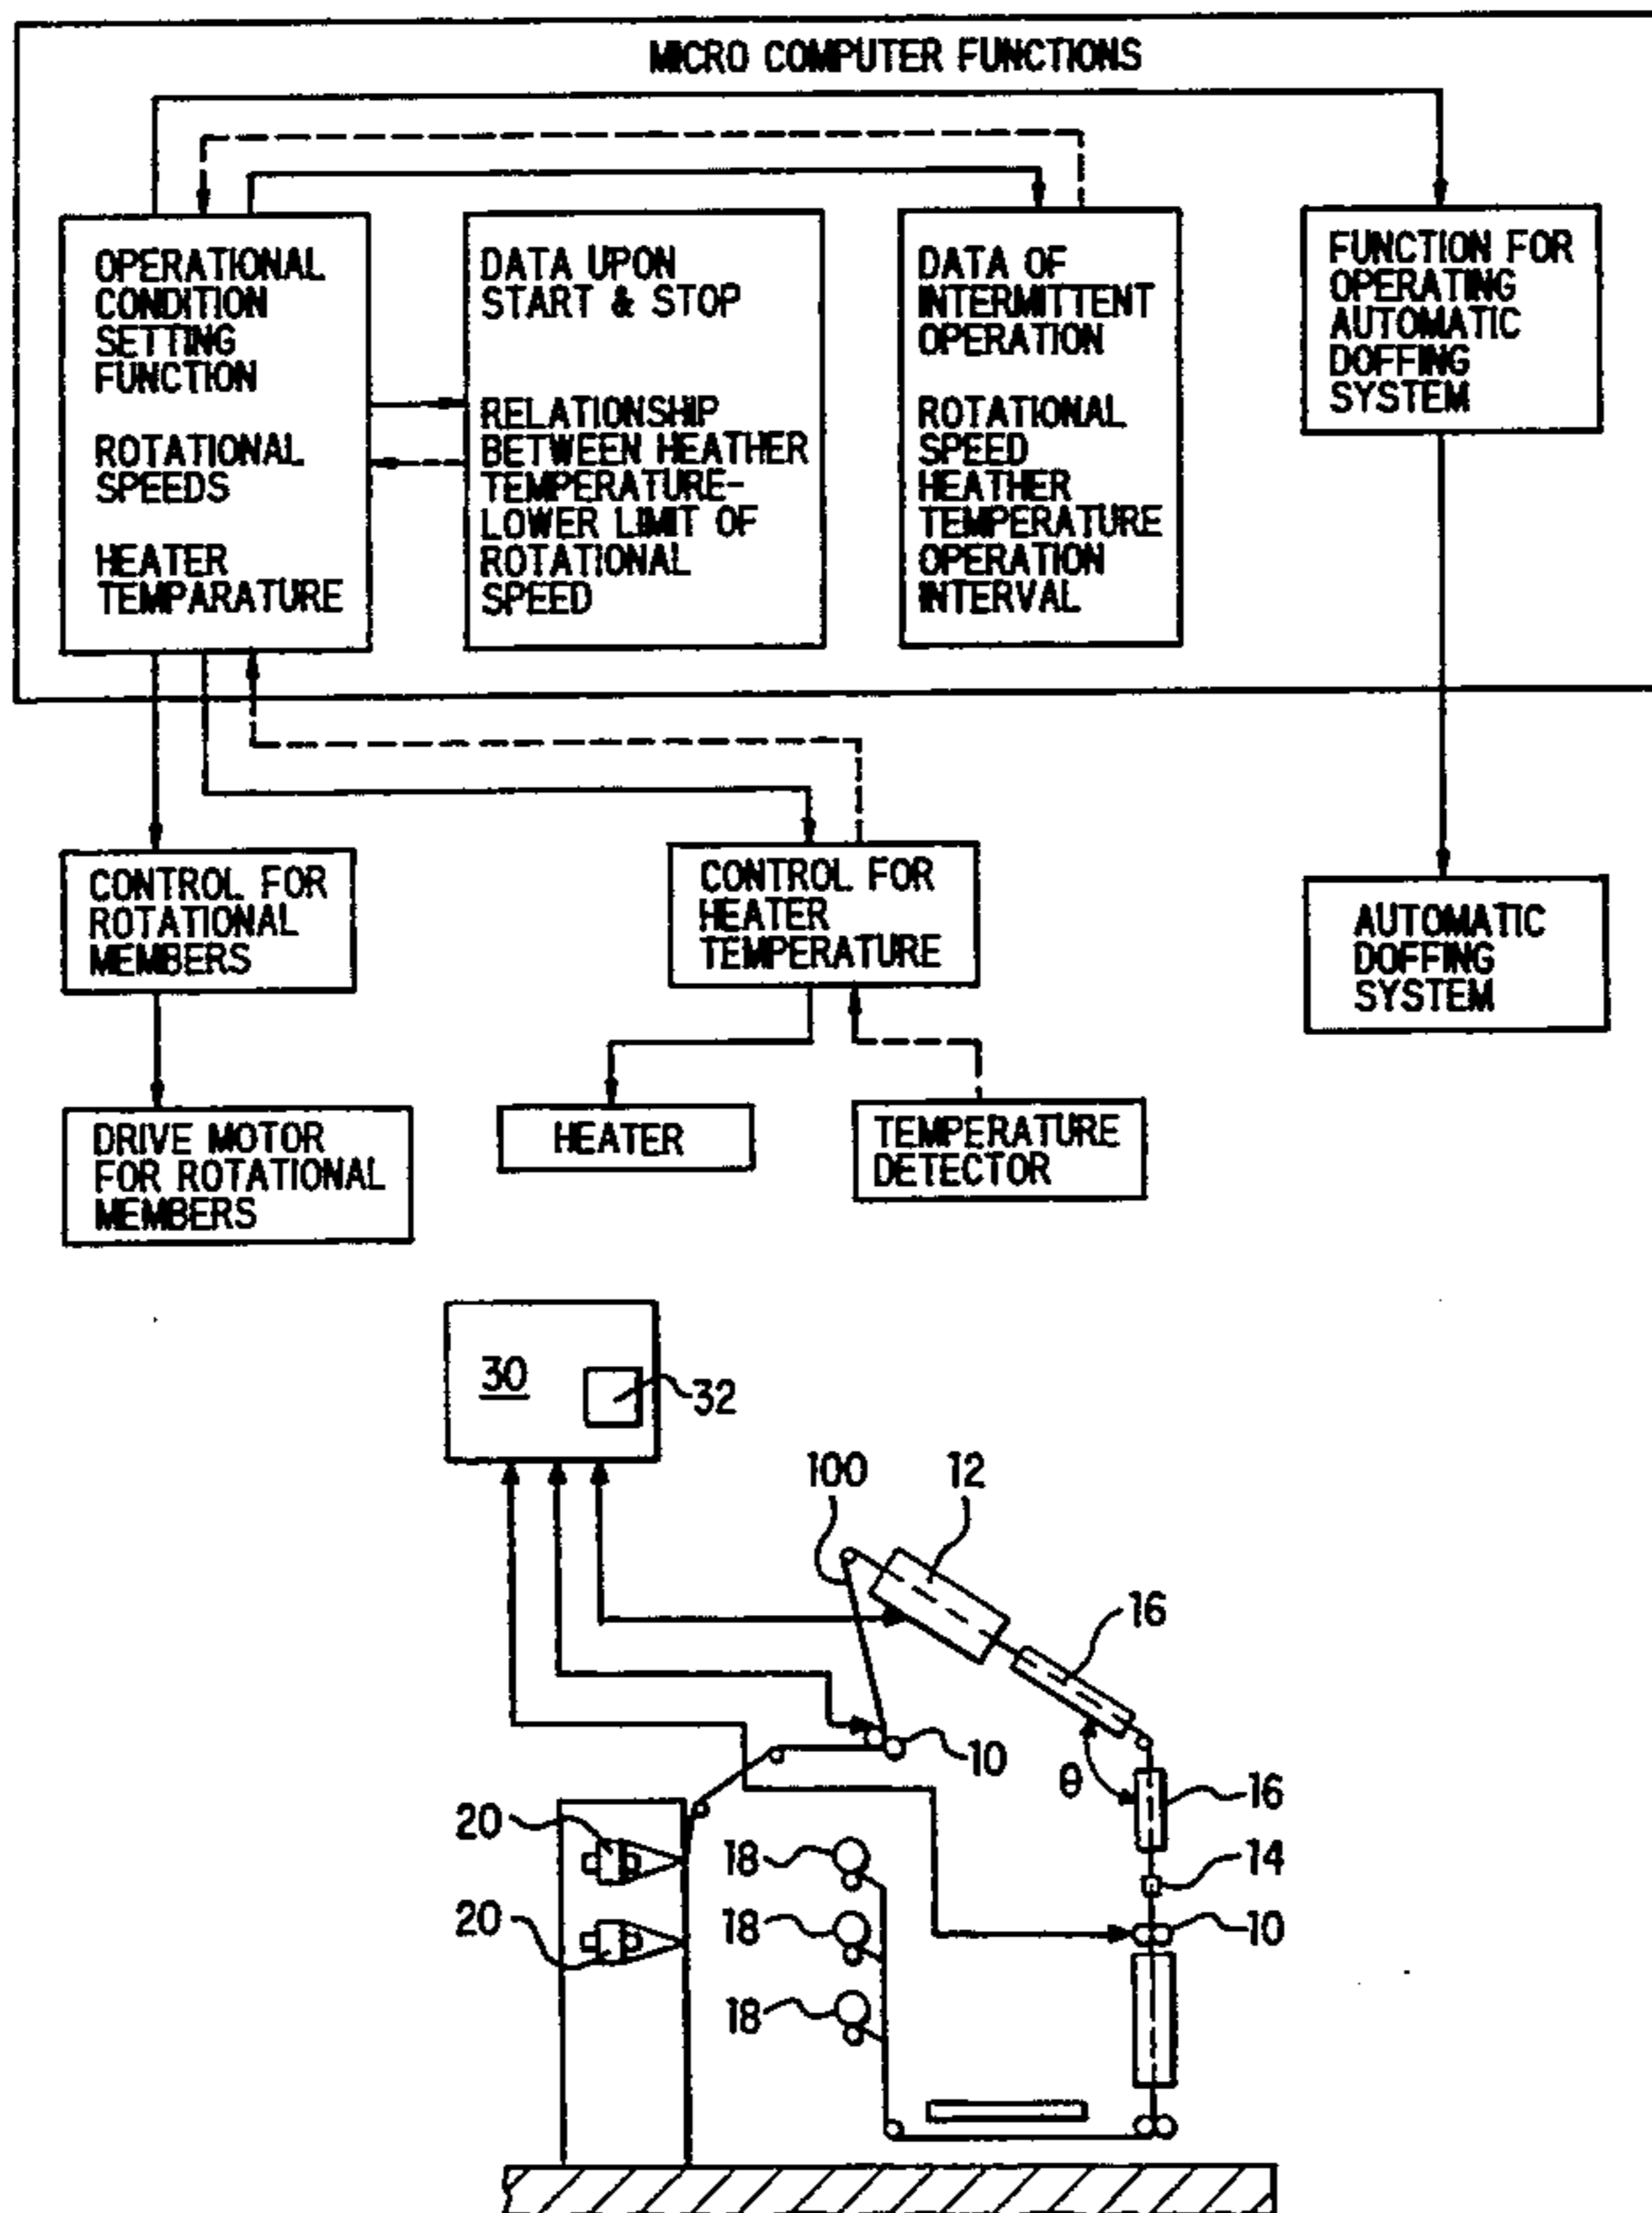 MICRO COMPUTER FUNCTIONS
OPERATIONAL
CONDITION
SETTING
FUNCTION
ROTATIONAL
SPEEDS
HEATER
TEMPARATURE
DATA UPON
START & STOP
RELATIONSHIP
BETWEEN HEATHER
TEMPERATURE-
LOWER LIMIT OF
ROTATIONAL
SPEED
DATA OF
INTERMITTENT
OPERATION
ROTATIONAL
SPEED
HEATHER
TEMPERATURE
OPERATION
INTERVAL
FUNCTION FOR
OPERATING
AUTOMATIC
DOFFING
SYSTEM
CONTROL FOR
ROTATIONAL
MEMBERS
CONTROL FOR
HEATER
TEMPERATURE
AUTOMATIC
DOFFING
SYSTEM
DRIVE MOTOR
FOR ROTATIONAL
MEMBERS
HEATER
TEMPERATURE
DETECTOR
30
32
100
12
16
10
θ
16
20
18
14
20
18
10
18